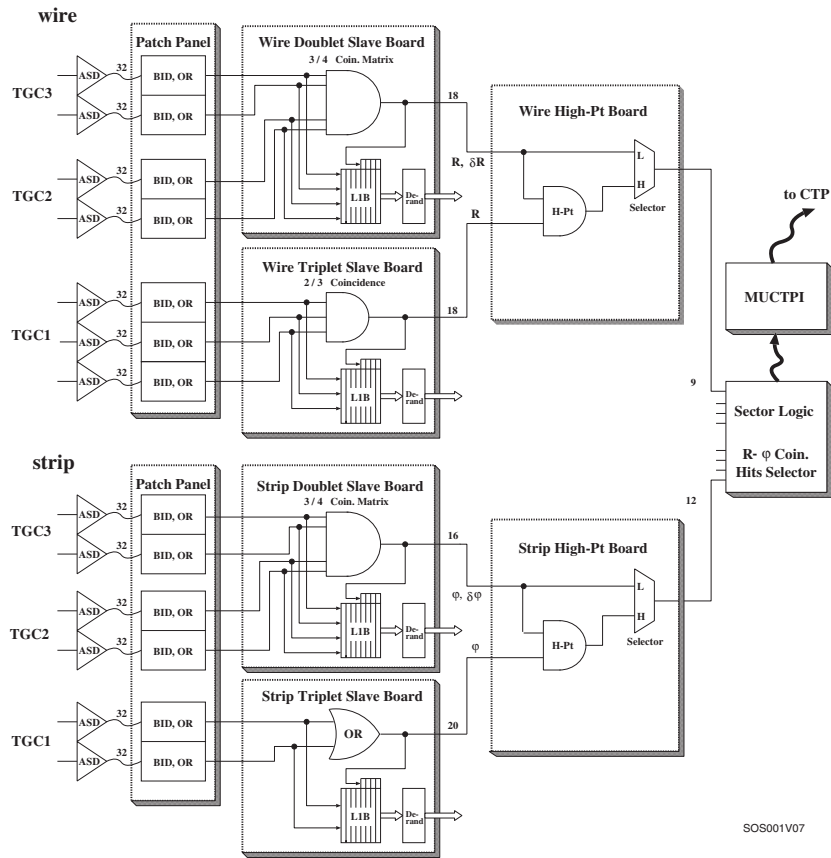 wire
Patch Panel
Wire Doublet Slave Board
3 / 4 Coin. Matrix
TGC3
ASD
32
BID, OR
ASD
32
BID, OR
18
Wire High-Pt Board
R, δR
L
H
Selector
H-Pt
TGC2
ASD
32
BID, OR
ASD
32
BID, OR
L1B
De-
rand
R
to CTP
Wire Triplet Slave Board
2 / 3 Coincidence
18
MUCTPI
TGC1
ASD
32
BID, OR
ASD
32
BID, OR
ASD
32
BID, OR
L1B
De-
rand
9
Sector Logic
R- φ Coin.
Hits Selector
12
strip
Patch Panel
Strip Doublet Slave Board
3 / 4 Coin. Matrix
TGC3
ASD
32
BID, OR
ASD
32
BID, OR
16
Strip High-Pt Board
φ, δφ
L
H
Selector
H-Pt
TGC2
ASD
32
BID, OR
ASD
32
BID, OR
L1B
De-
rand
φ
Strip Triplet Slave Board
TGC1
ASD
32
BID, OR
ASD
32
BID, OR
OR
20
L1B
De-
rand
SOS001V07